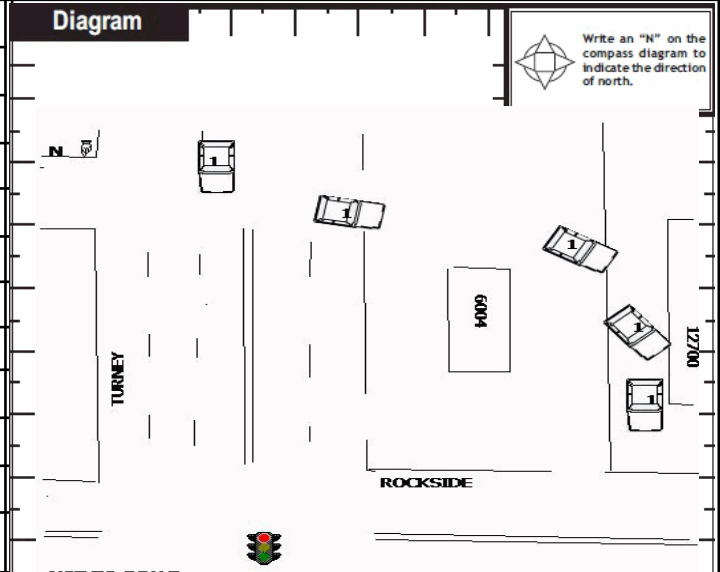 Diagram
Write an "N" on the
compass diagram to
indicate the direction
of north.
N
1
1
1
6004
1
12700
TURNEY
1
ROCKSIDE